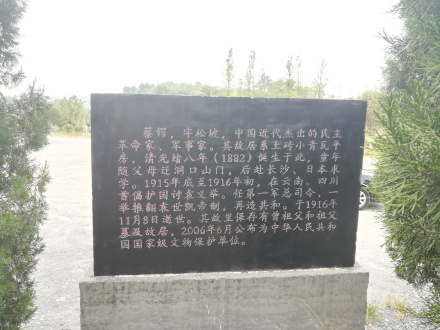 蔡锷，字松坡，中国近代杰出的民主
革命家、军事家。其故居系土砖小青瓦平
房，清光绪八年（1882）诞生于此，童年
随父母迁洞口山门，后赴长沙、日本求
学。1915年底至1916年初，在云南、四川
首倡护国讨袁义举，任第一军总司令，一
举推翻袁世凯帝制，再造共和。于1916年
11月8日逝世。其故里保存有曾祖父和祖父
墓及故居，2006年6月公布为中华人民共和
国国家级文物保护单位。